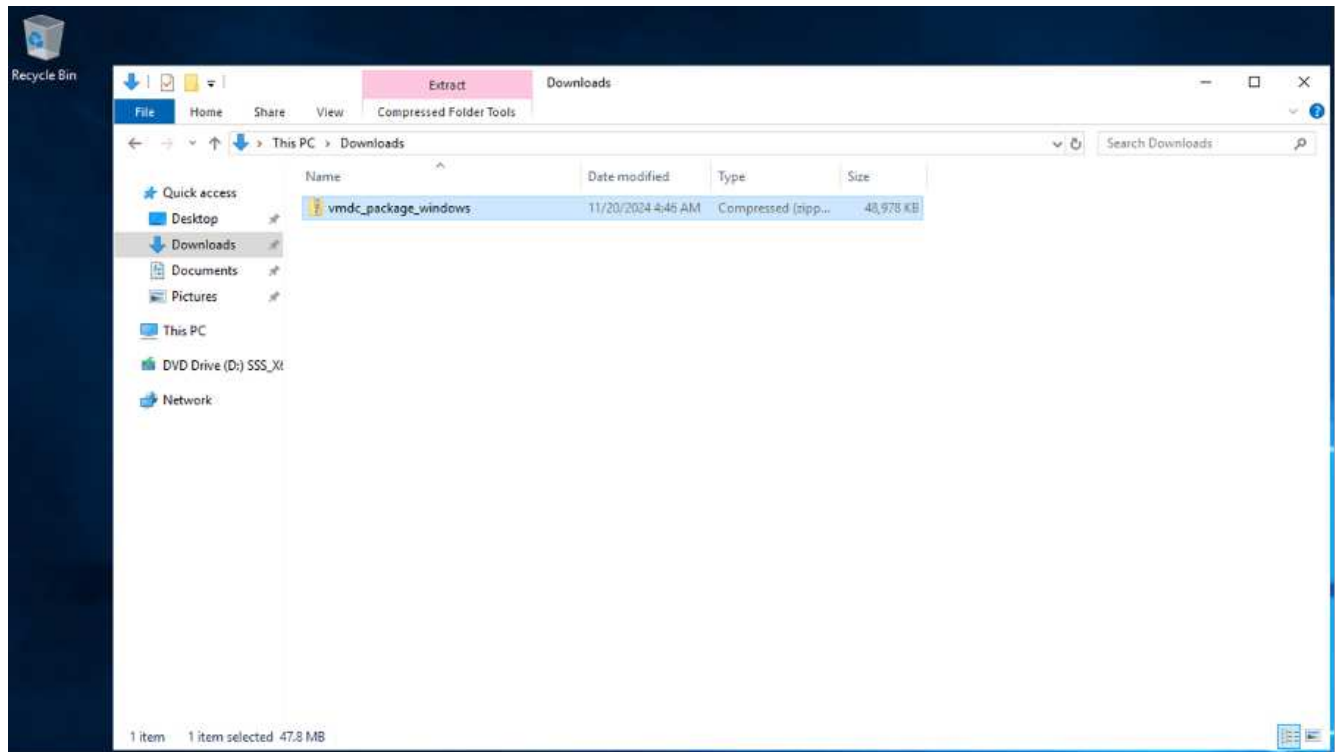 Recycle Bin
Extract
Downloads
File Home Share View Compressed Folder Tools
This PC > Downloads
Search Downloads
Name Date modified Type Size
Quick access
vmdc_package_windows 11/20/2024 4:46 AM Compressed (zipp... 48,978 KB
Desktop
Downloads
Documents
Pictures
This PC
DVD Drive (D:) SSS_X6
Network
1 item 1 item selected 47.8 MB